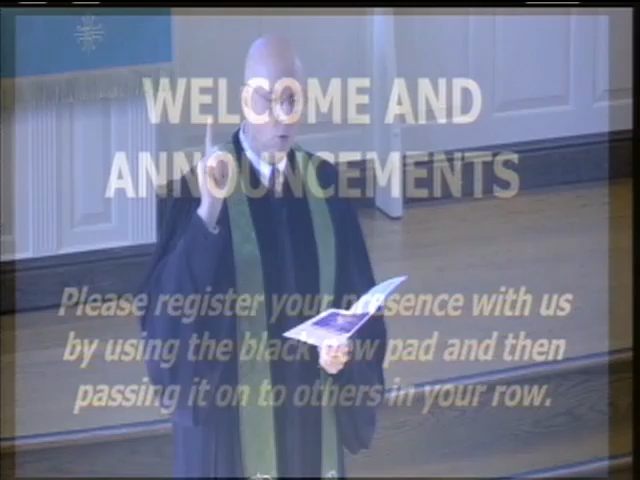 WELCOME AND
ANNOUNCEMENTS
Please register your presence with us
by using the black pew pad and then
passing it on to others in your row.